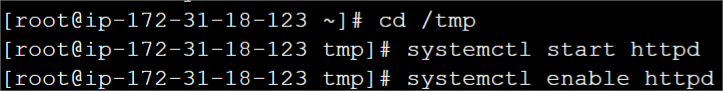 [root@ip-172-31-18-123 ~]# cd /tmp
[root@ip-172-31-18-123 tmp]# systemctl start httpd
[root@ip-172-31-18-123 tmp]# systemctl enable httpd